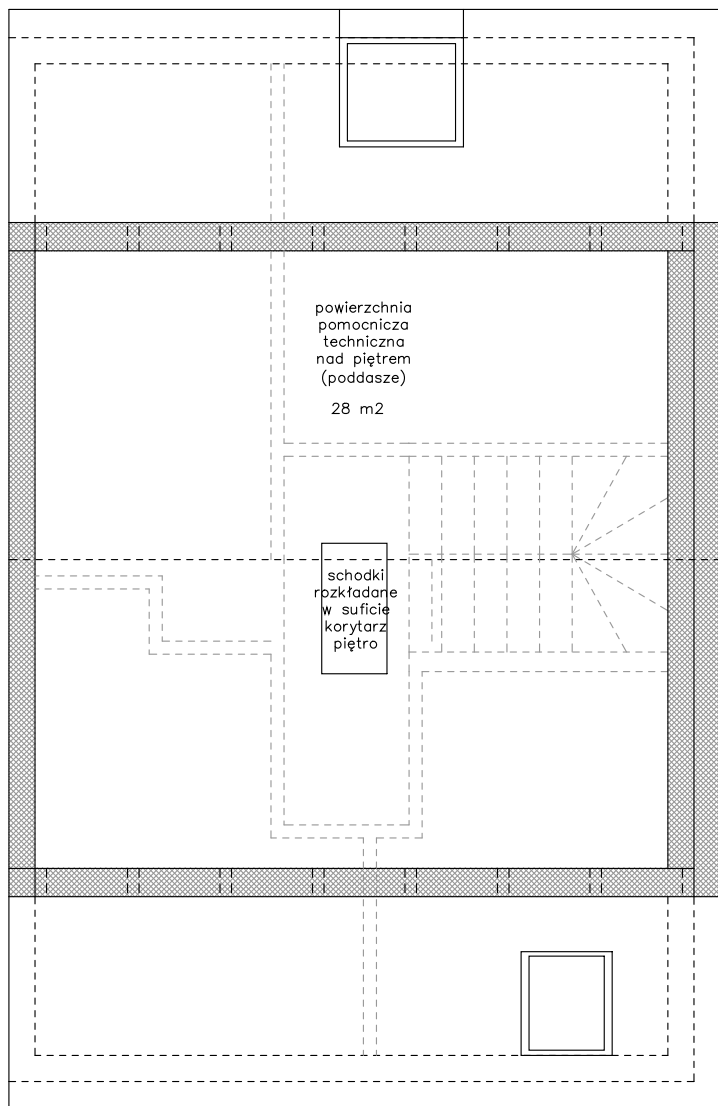 powierzchnia
pomocnicza
techniczna
nad piętrem
(poddasze)
28 m2
schodki
rozkładane
w suficie
korytarz
piętro